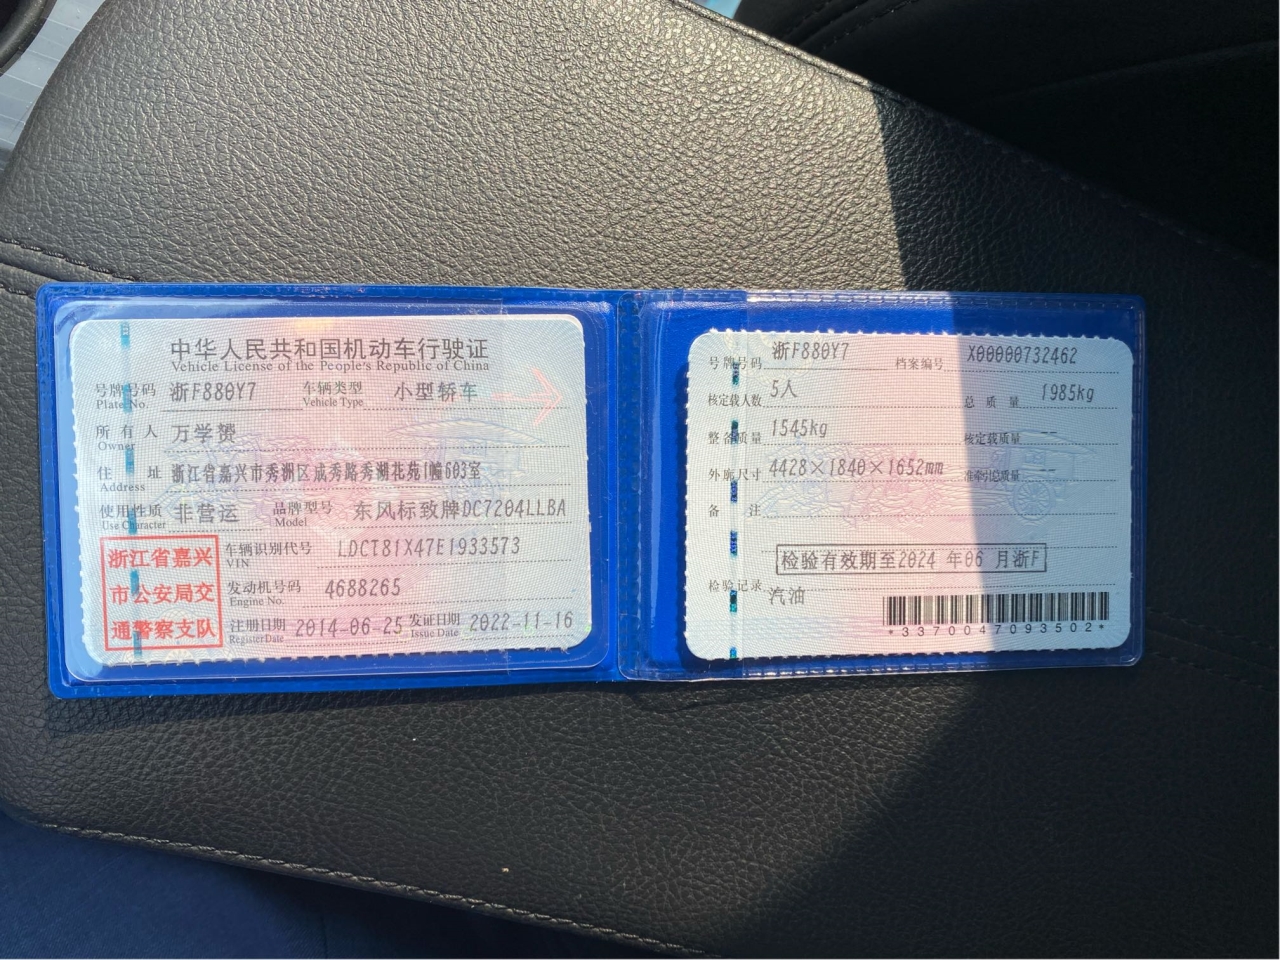 中华人民共和国机动车行驶证
Vehicle License of the People's Republic of China
号牌号码 浙F880Y7 车辆类型 小型轿车
Plate No. Vehicle Type
所有人 万学赟
Owner
住址 浙江省嘉兴市秀洲区成秀路秀湖花苑1幢603室
Address
使用性质 非营运 品牌型号 东风标致牌DC7204LLBA
Use Character Model
浙江省嘉兴
市公安局交
通警察支队
车辆识别代号 LDCT81X47E1933573
VIN
发动机号码 4688265
Engine No.
注册日期 2014-06-25 发证日期 2022-11-16
Register Date Issue Date
号牌号码 浙F880Y7 档案编号 X00000732462
核定载人数 5人 总质量 1985kg
整备质量 1545kg 核定载质量 --
外廓尺寸 4428×1840×1652mm 准牵引总质量 --
备注
检验有效期至2024 年06 月浙F
检验记录
汽油
*3370047093502*